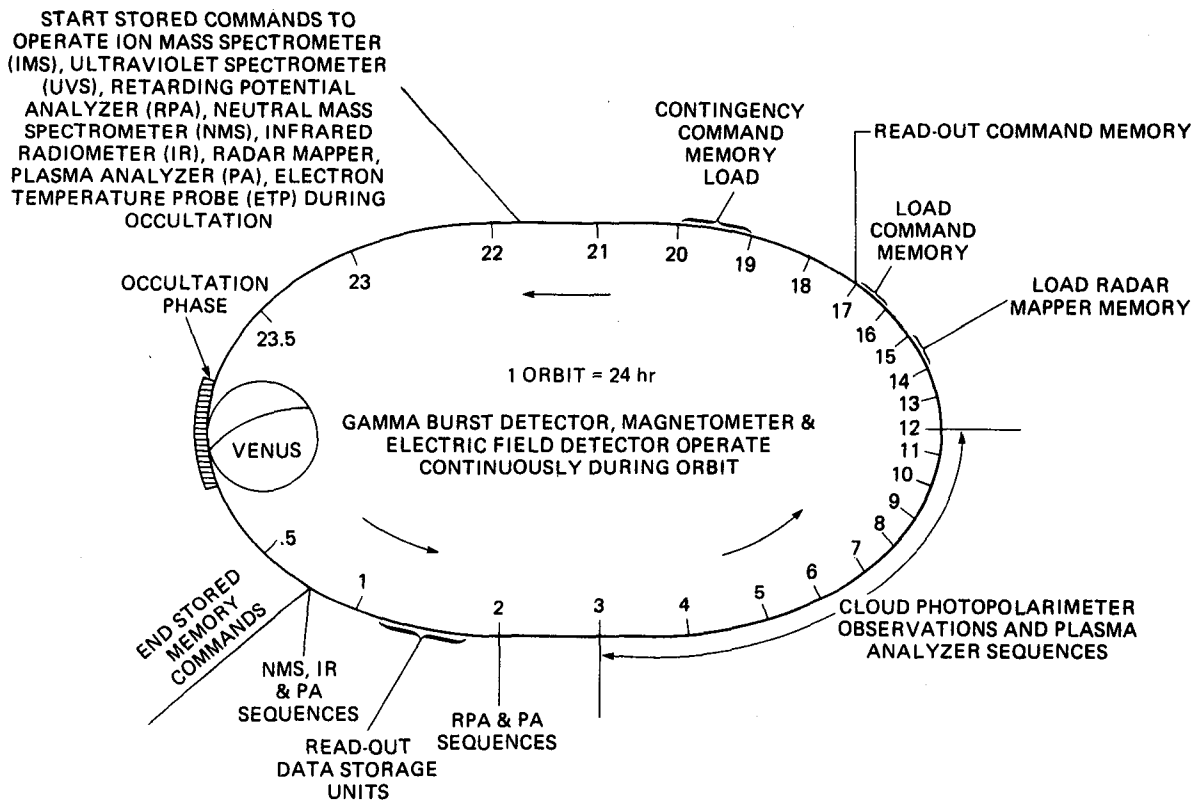 START STORED COMMANDS TO
OPERATE ION MASS SPECTROMETER
(IMS), ULTRAVIOLET SPECTROMETER
(UVS), RETARDING POTENTIAL
ANALYZER (RPA), NEUTRAL MASS
SPECTROMETER (NMS), INFRARED
RADIOMETER (IR), RADAR MAPPER,
PLASMA ANALYZER (PA), ELECTRON
TEMPERATURE PROBE (ETP) DURING
OCCULTATION
CONTINGENCY
COMMAND
MEMORY
LOAD
READ-OUT COMMAND MEMORY
LOAD
COMMAND
MEMORY
LOAD RADAR
MAPPER MEMORY
OCCULTATION
PHASE
23.5
23
22
21
20
19
18
17
16
15
14
13
12
11
10
9
8
7
6
5
4
3
2
1
.5
1 ORBIT = 24 hr
GAMMA BURST DETECTOR, MAGNETOMETER &
ELECTRIC FIELD DETECTOR OPERATE
CONTINUOUSLY DURING ORBIT
VENUS
END STORED
MEMORY
COMMANDS
NMS, IR
& PA
SEQUENCES
READ-OUT
DATA STORAGE
UNITS
RPA & PA
SEQUENCES
CLOUD PHOTOPOLARIMETER
OBSERVATIONS AND PLASMA
ANALYZER SEQUENCES